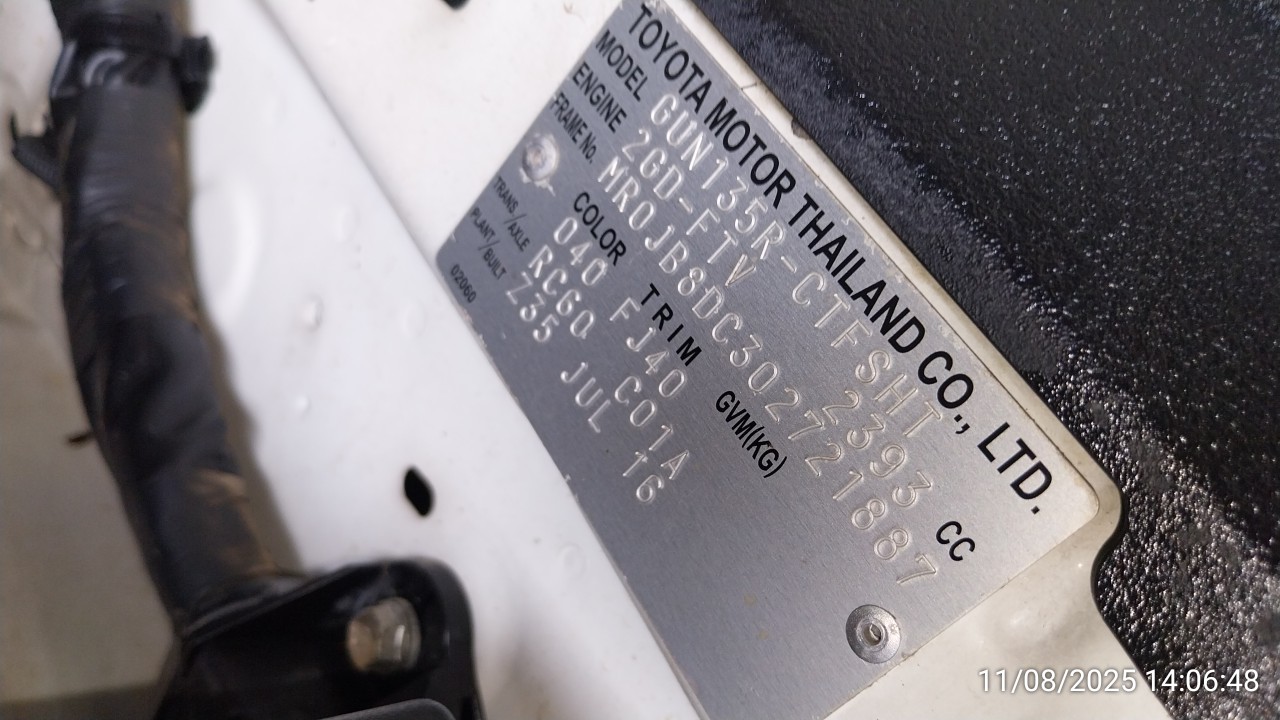 TOYOTA MOTOR THAILAND CO., LTD.
MODEL GUN135R-CTFSHT
ENGINE 2GD-FTV 2393 CC
FRAME No. MR0JB8DC302721887
COLOR TRIM GVM(KG)
040 FJ40
TRANS/AXLE RC60 C01A
PLANT/BUILT Z35 JUL 16
02060
11/08/2025 14:06:48